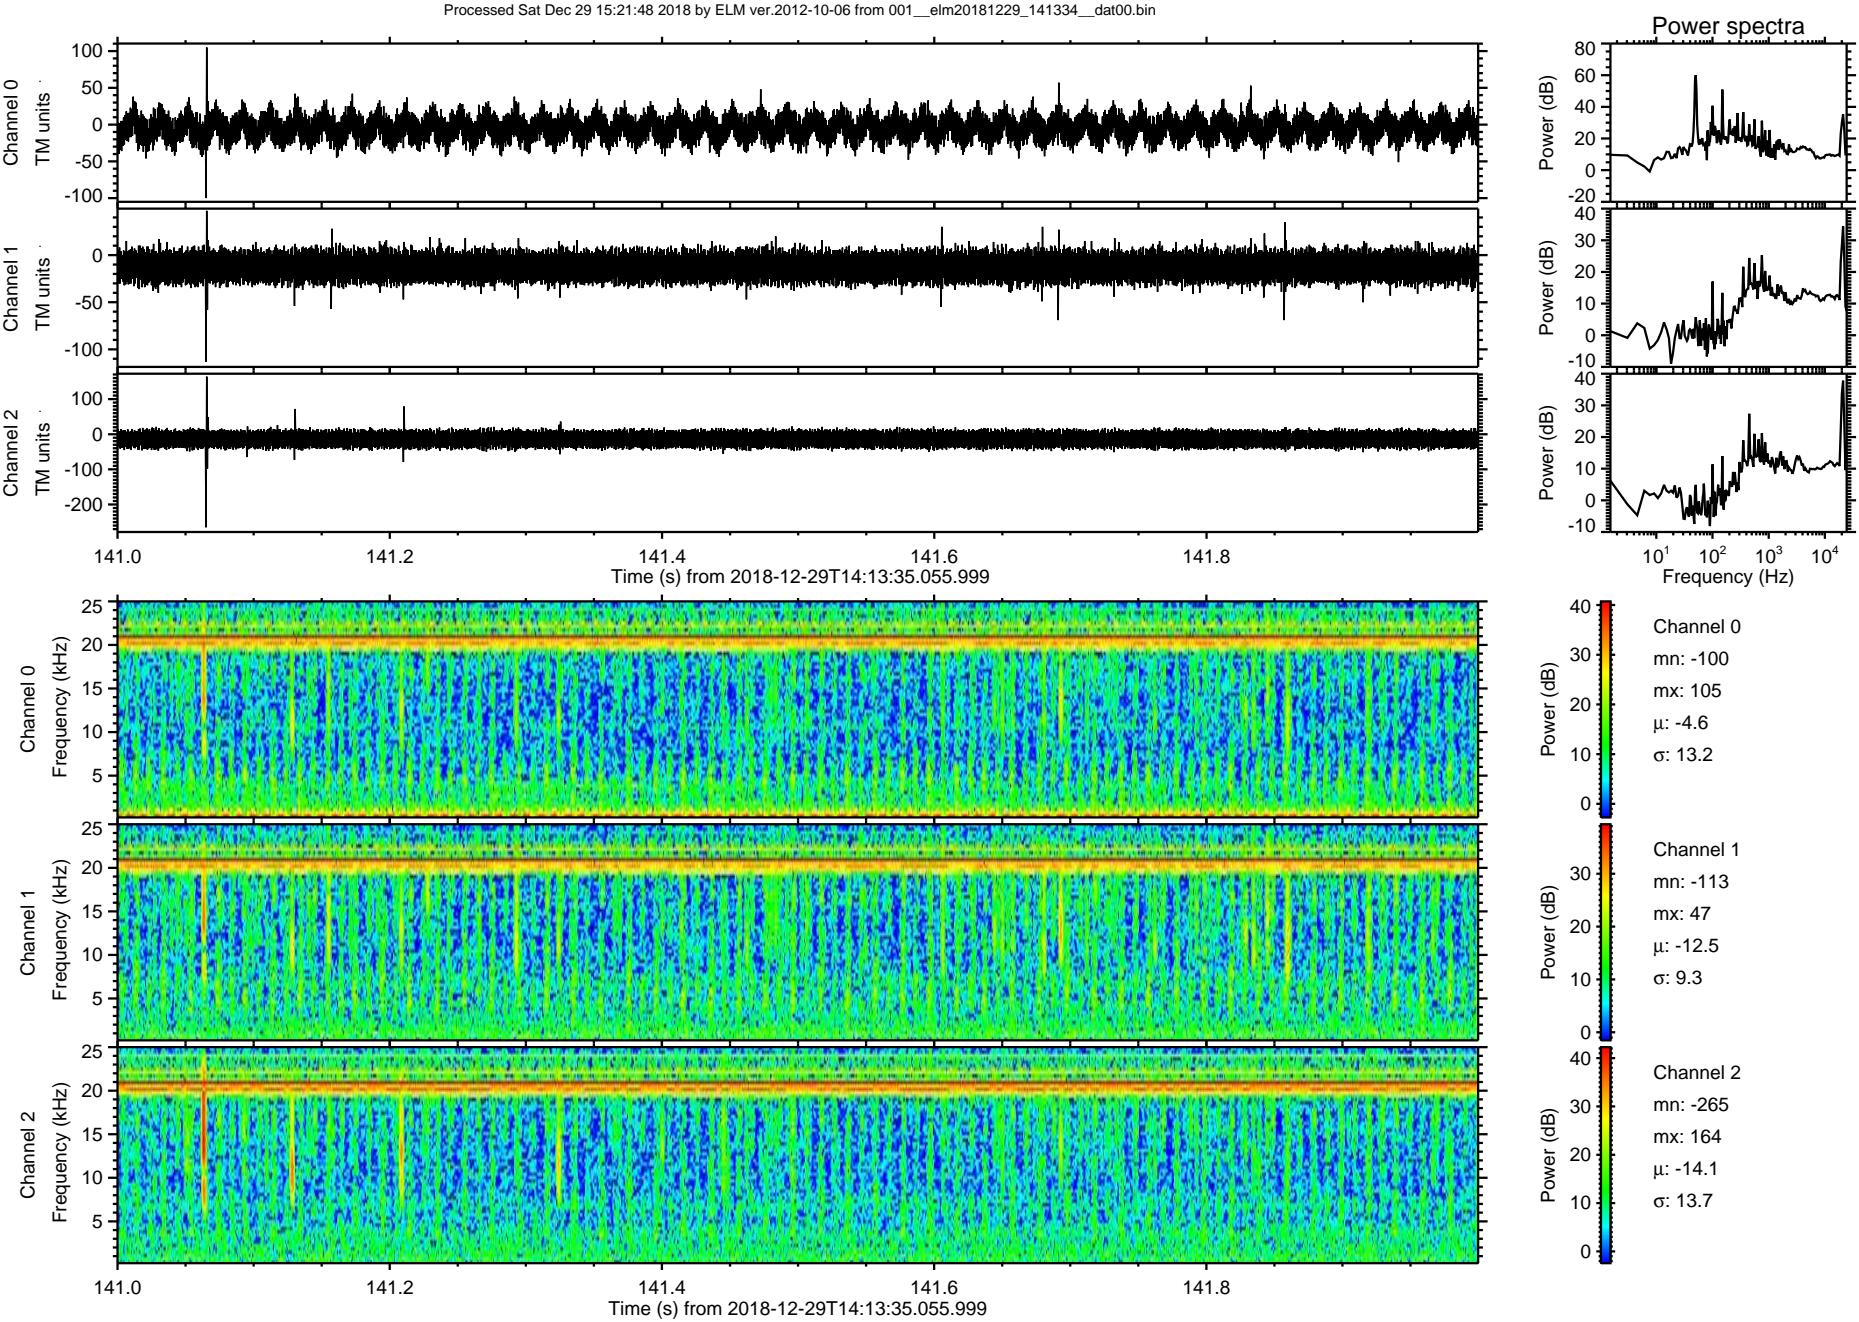 Processed Sat Dec 29 15:21:48 2018 by ELM ver.2012-10-06 from 001__elm20181229_141334__dat00.bin
Power spectra
Channel 0
TM units
100
50
0
-50
-100
Power (dB)
80
60
40
20
0
-20
Channel 1
TM units
0
-50
-100
Power (dB)
40
30
20
10
0
-10
Channel 2
TM units
100
0
-100
-200
Power (dB)
40
30
20
10
0
-10
141.0 141.2 141.4 141.6 141.8
Time (s) from 2018-12-29T14:13:35.055.999
10^1 10^2 10^3 10^4
Frequency (Hz)
Channel 0
Frequency (kHz)
25
20
15
10
5
Power (dB)
40
30
20
10
0
Channel 0
mn: -100
mx: 105
μ: -4.6
σ: 13.2
Channel 1
Frequency (kHz)
25
20
15
10
5
Power (dB)
30
20
10
0
Channel 1
mn: -113
mx: 47
μ: -12.5
σ: 9.3
Channel 2
Frequency (kHz)
25
20
15
10
5
Power (dB)
40
30
20
10
0
Channel 2
mn: -265
mx: 164
μ: -14.1
σ: 13.7
141.0 141.2 141.4 141.6 141.8
Time (s) from 2018-12-29T14:13:35.055.999